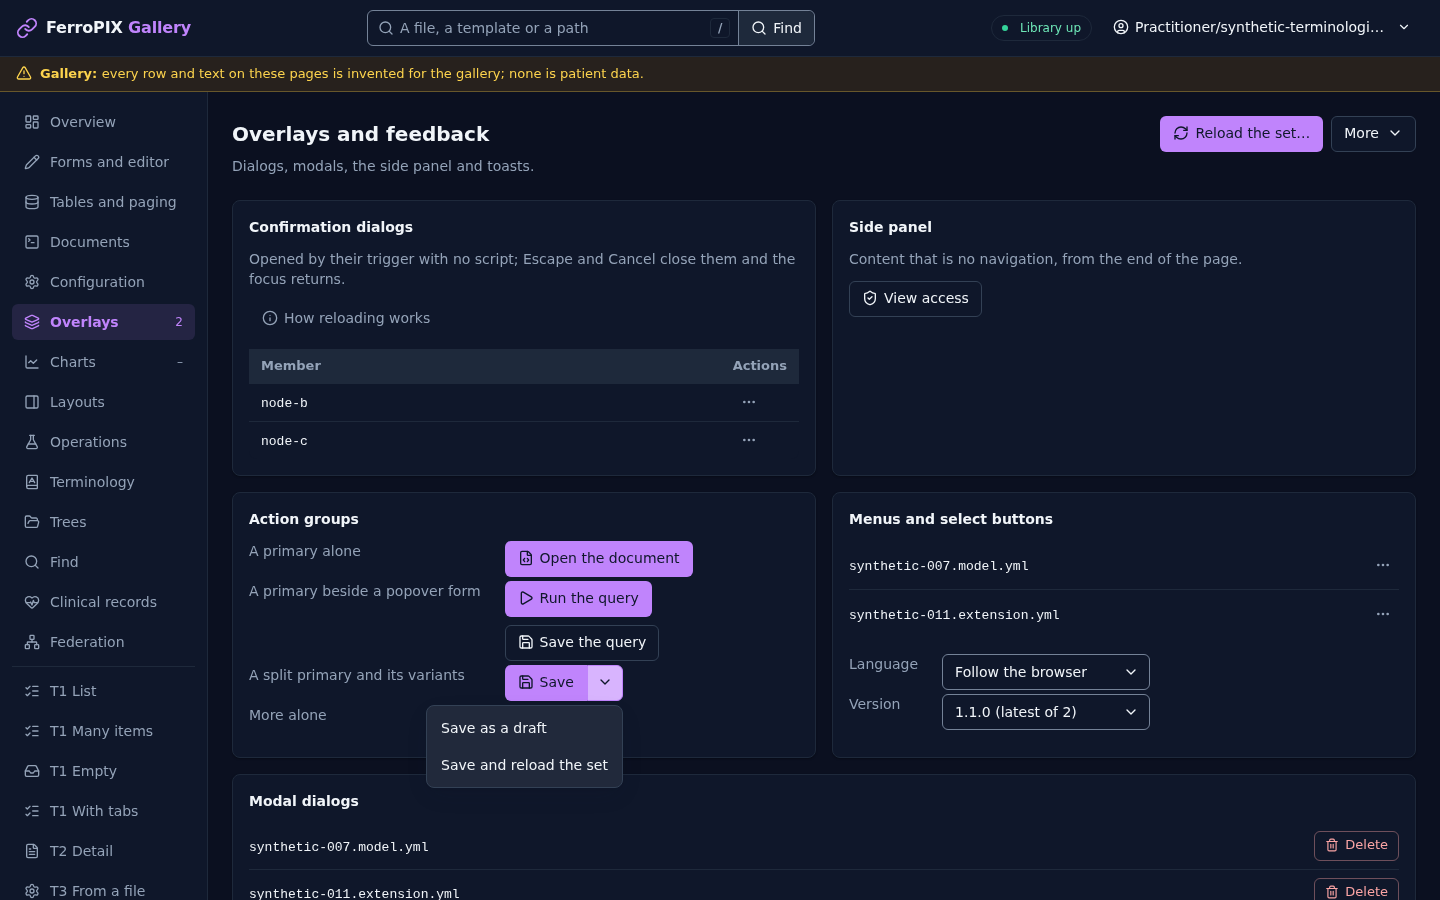 FerroPIX Gallery
A file, a template or a path
/
Find
Library up
Practitioner/synthetic-terminologi…
Gallery: every row and text on these pages is invented for the gallery; none is patient data.
Overview
Forms and editor
Tables and paging
Documents
Configuration
Overlays 2
Charts –
Layouts
Operations
Terminology
Trees
Find
Clinical records
Federation
T1 List
T1 Many items
T1 Empty
T1 With tabs
T2 Detail
T3 From a file
Overlays and feedback
Dialogs, modals, the side panel and toasts.
Reload the set…
More
Confirmation dialogs
Opened by their trigger with no script; Escape and Cancel close them and the
focus returns.
How reloading works
Member Actions
node-b
node-c
Side panel
Content that is no navigation, from the end of the page.
View access
Action groups
A primary alone
Open the document
A primary beside a popover form
Run the query
Save the query
A split primary and its variants
Save
More alone
Save as a draft
Save and reload the set
Menus and select buttons
synthetic-007.model.yml
synthetic-011.extension.yml
Language
Follow the browser
Version
1.1.0 (latest of 2)
Modal dialogs
synthetic-007.model.yml
Delete
synthetic-011.extension.yml
Delete